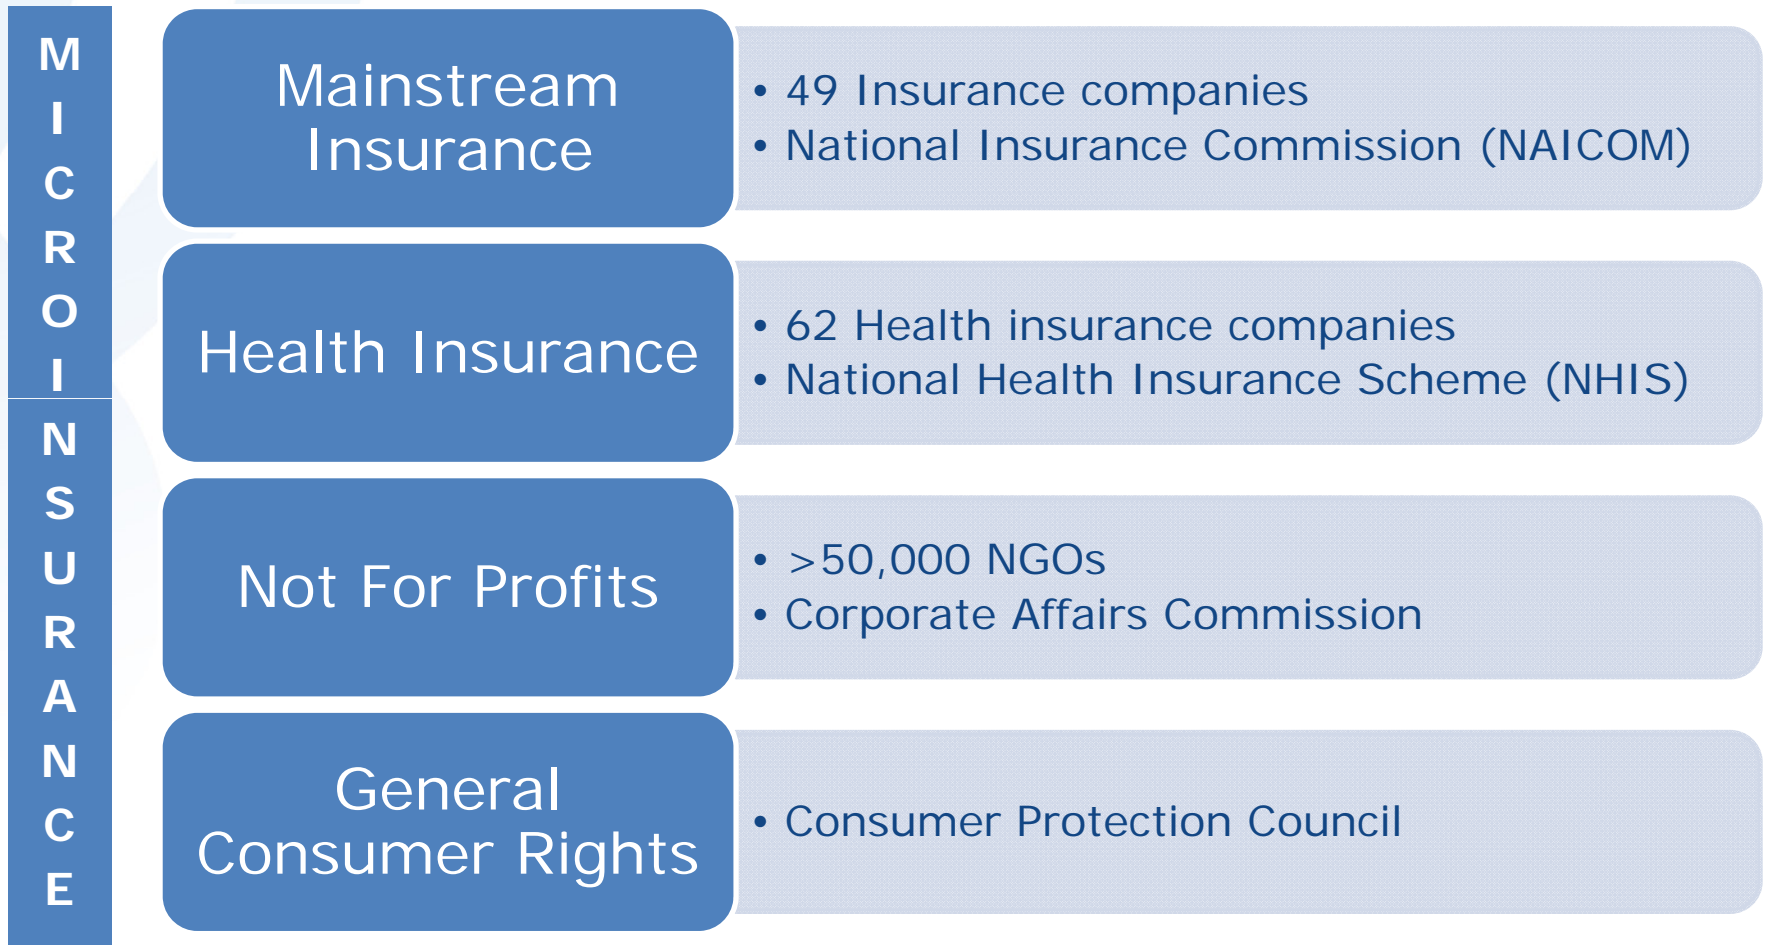 M
I
C
R
O
I
N
S
U
R
A
N
C
E
Mainstream
Insurance
• 49 Insurance companies
• National Insurance Commission (NAICOM)
Health Insurance
• 62 Health insurance companies
• National Health Insurance Scheme (NHIS)
Not For Profits
• >50,000 NGOs
• Corporate Affairs Commission
General
Consumer Rights
• Consumer Protection Council